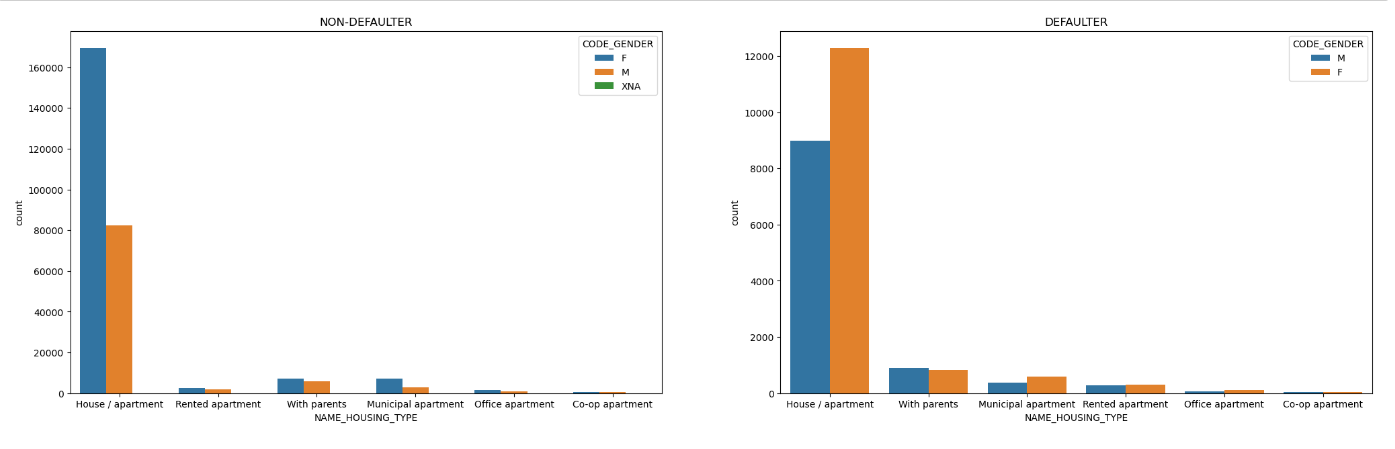 NON-DEFAULTER
CODE_GENDER
F
M
XNA
160000
140000
120000
100000
80000
60000
40000
20000
0
count
House / apartment Rented apartment With parents Municipal apartment Office apartment Co-op apartment
NAME_HOUSING_TYPE
DEFAULTER
CODE_GENDER
M
F
12000
10000
8000
6000
4000
2000
0
count
House / apartment With parents Municipal apartment Rented apartment Office apartment Co-op apartment
NAME_HOUSING_TYPE